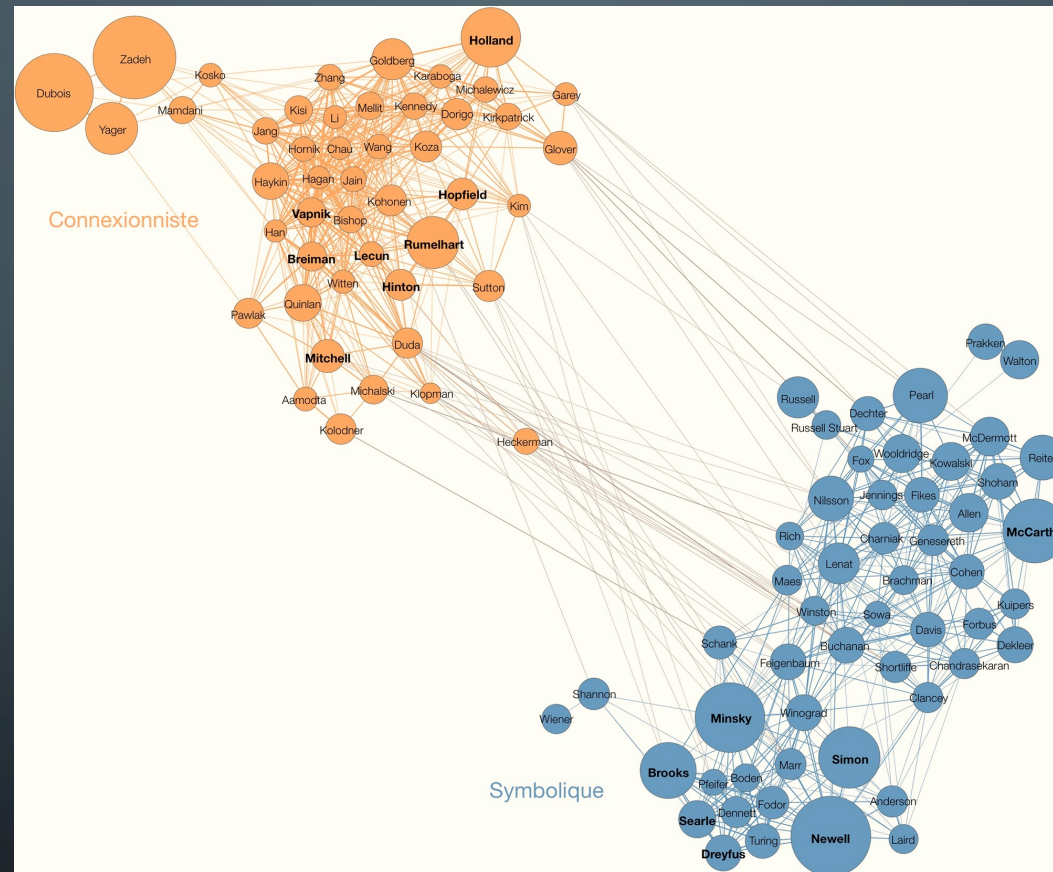 Holland
Zadeh
Goldberg
Kosko
Zhang
Karaboga
Michalewicz
Dubois
Garey
Mamdani
Kisi
Li
Mellit
Kennedy
Dorigo
Kirkpatrick
Yager
Jang
Hornik
Chau
Wang
Koza
Glover
Haykin
Hagan
Jain
Hopfield
Kohonen
Kim
Connexionniste
Vapnik
Bishop
Han
Rumelhart
Breiman
Lecun
Witten
Hinton
Sutton
Pawlak
Quinlan
Duda
Mitchell
Prakken
Walton
Aamodta
Michalski
Klopman
Russell
Pearl
Kolodner
Russell Stuart
Dechter
Heckerman
McDermott
Fox
Wooldridge
Kowalski
Reite
Nilsson
Jennings
Fikes
Shoham
Allen
Rich
Charniak
Genesereth
McCarth
Lenat
Maes
Brachman
Cohen
Winston
Sowa
Kuipers
Schank
Buchanan
Davis
Forbus
Dekleer
Feigenbaum
Shortliffe
Chandrasekaran
Shannon
Clancey
Wiener
Minsky
Winograd
Simon
Brooks
Marr
Pfeifer
Boden
Symbolique
Searle
Dennett
Fodor
Anderson
Dreyfus
Turing
Newell
Laird